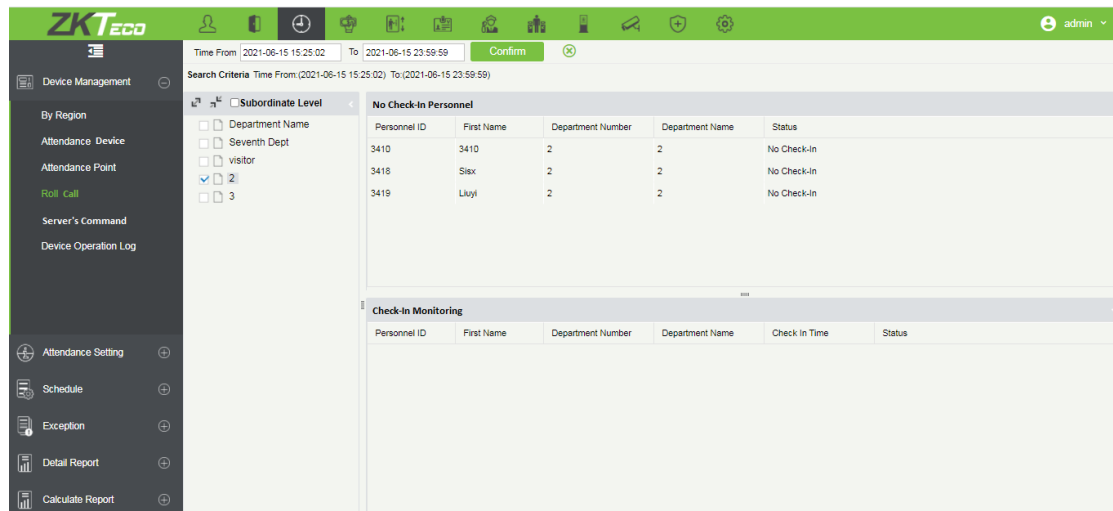 ZKTECO
admin
Time From 2021-06-15 15:25:02 To 2021-06-15 23:59:59 Confirm
Search Criteria Time From:(2021-06-15 15:25:02) To:(2021-06-15 23:59:59)
Device Management
By Region
Attendance Device
Attendance Point
Roll Call
Server's Command
Device Operation Log
Attendance Setting
Schedule
Exception
Detail Report
Calculate Report
Subordinate Level
Department Name
Seventh Dept
visitor
2
3
No Check-In Personnel
Personnel ID First Name Department Number Department Name Status
3410 3410 2 2 No Check-In
3418 Sisx 2 2 No Check-In
3419 Liuyi 2 2 No Check-In
Check-In Monitoring
Personnel ID First Name Department Number Department Name Check In Time Status